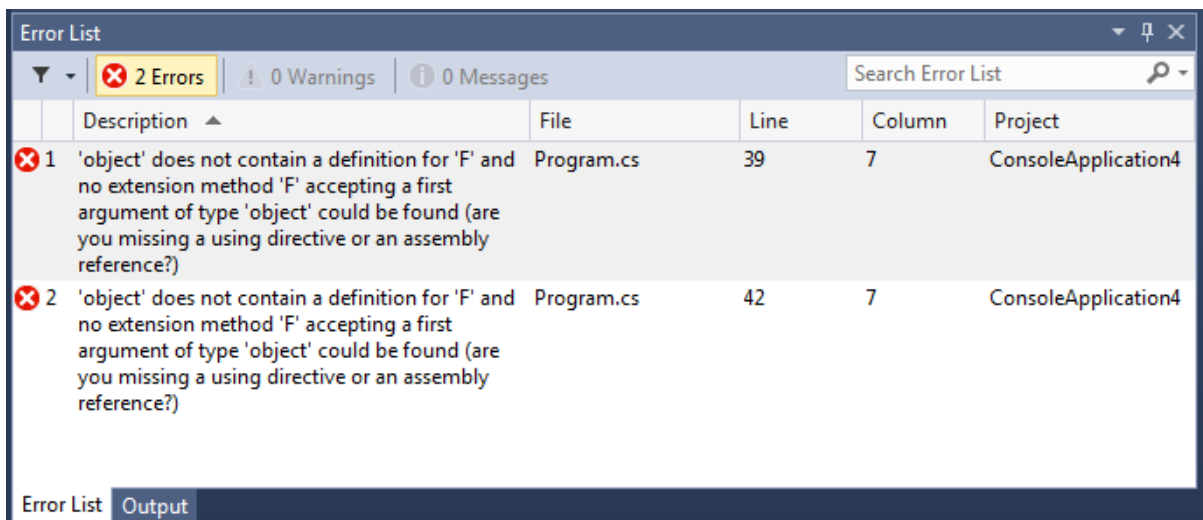 Error List
2 Errors 0 Warnings 0 Messages Search Error List
Description File Line Column Project
1 'object' does not contain a definition for 'F' and Program.cs 39 7 ConsoleApplication4
no extension method 'F' accepting a first
argument of type 'object' could be found (are
you missing a using directive or an assembly
reference?)
2 'object' does not contain a definition for 'F' and Program.cs 42 7 ConsoleApplication4
no extension method 'F' accepting a first
argument of type 'object' could be found (are
you missing a using directive or an assembly
reference?)
Error List Output